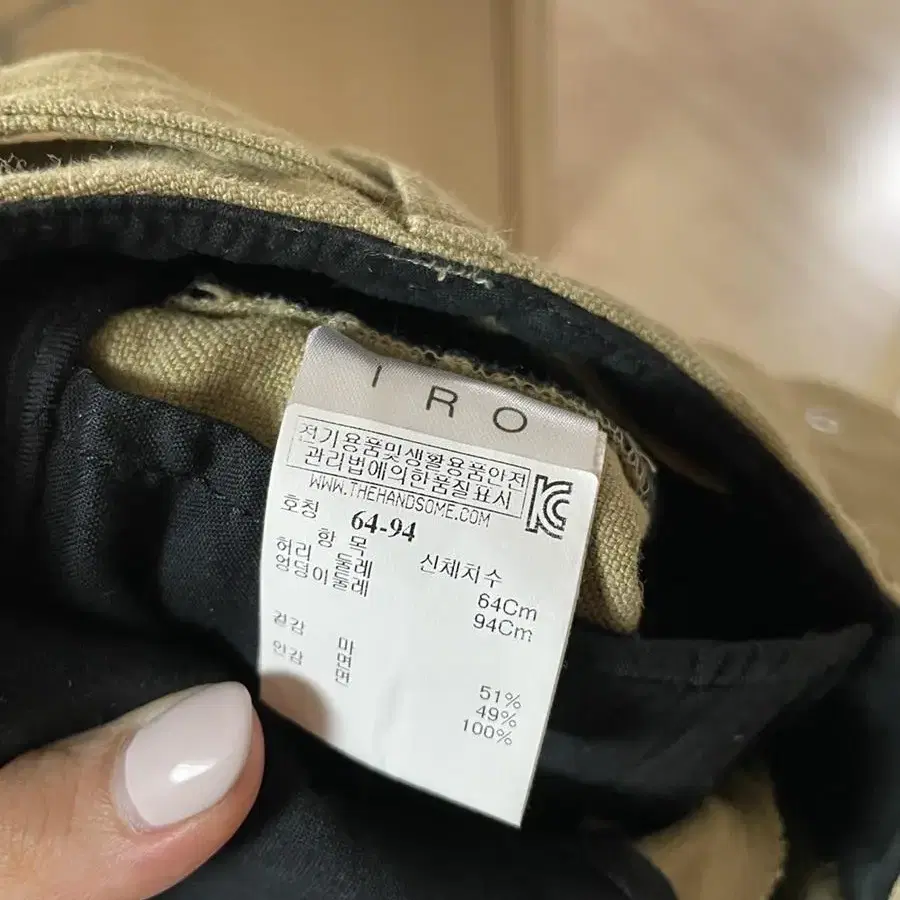 IRO
전기용품및생활용품안전
관리법에의한품질표시
WWW.THEHANDSOME.COM
호칭 64-94
항 목 신체치수
허리 둘레 64Cm
엉덩이둘레 94Cm
겉감 마 51%
면 49%
안감 면 100%